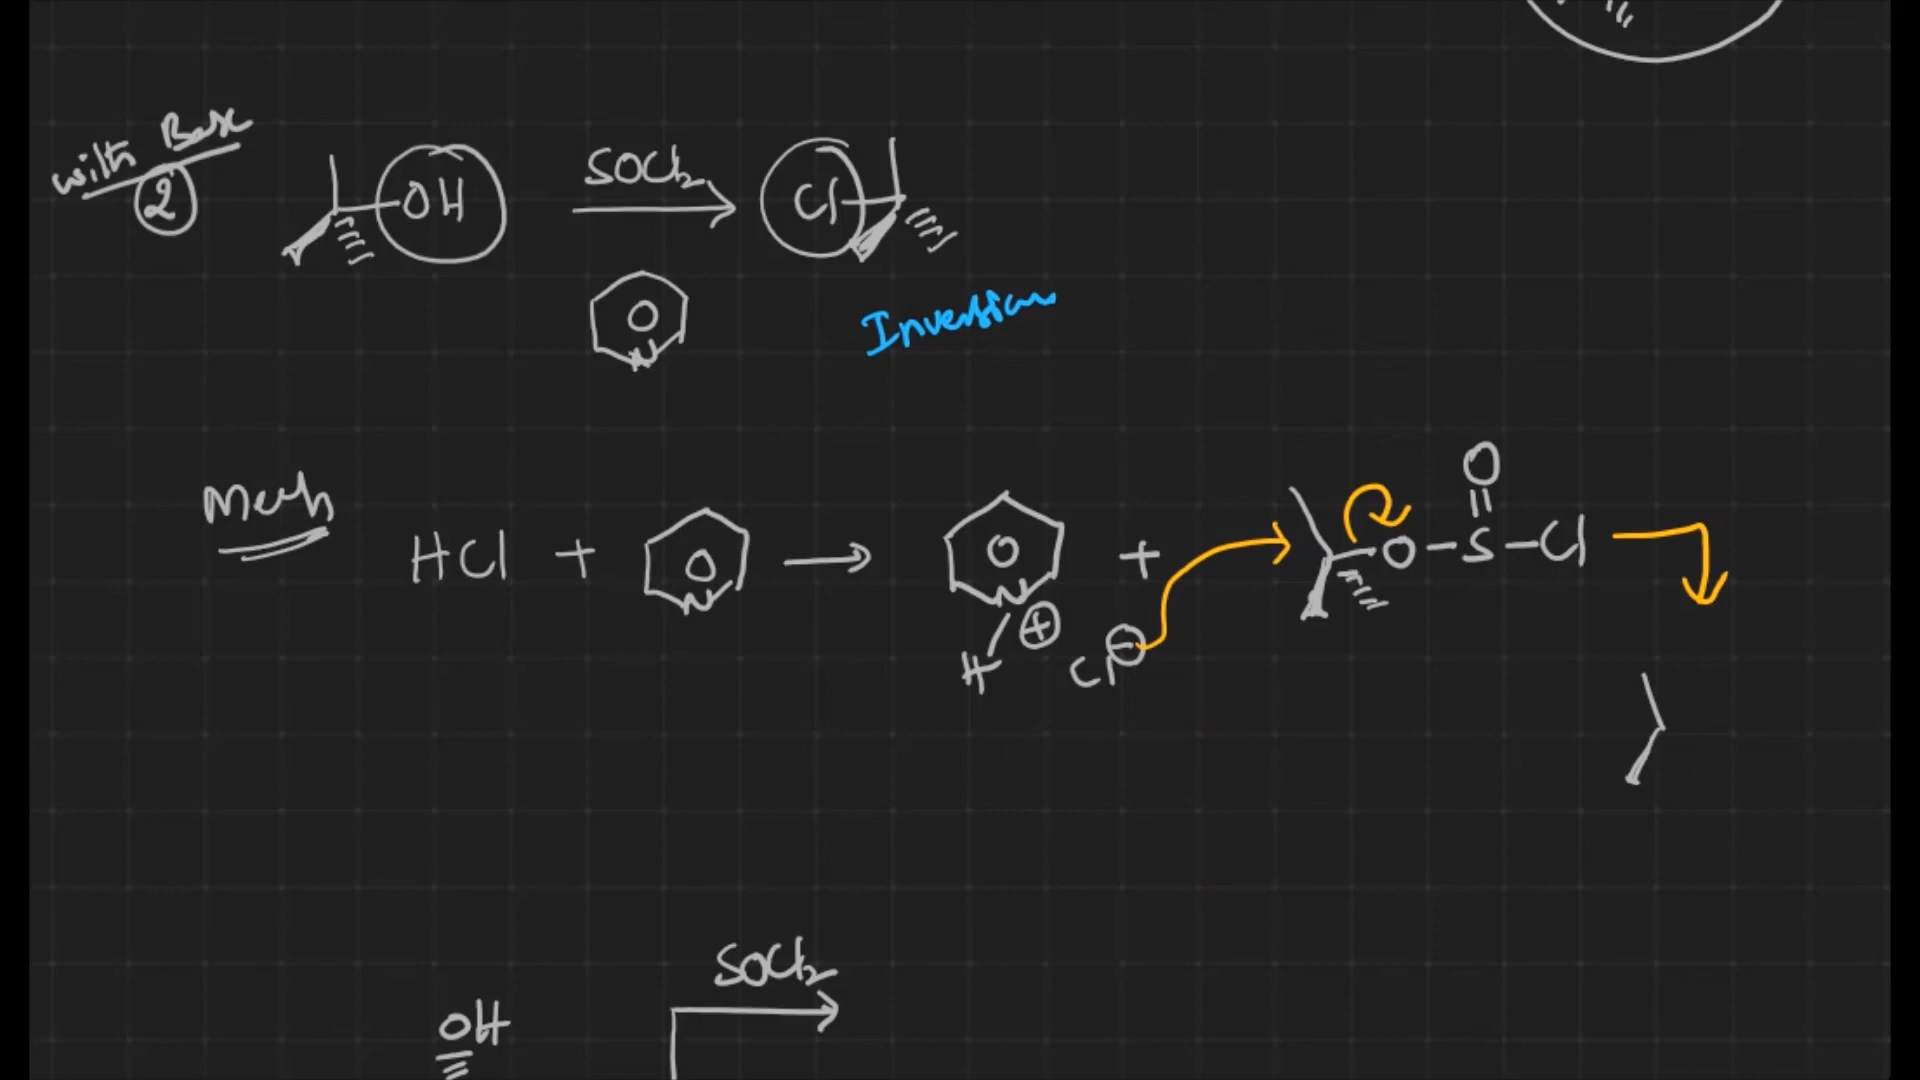 with Base
② OH SOCl₂ Cl
O
N
Inversion
Mech
HCl + O N → O N ⊕ H + Cl⊖ O–S–Cl
O
SOCl₂
OH